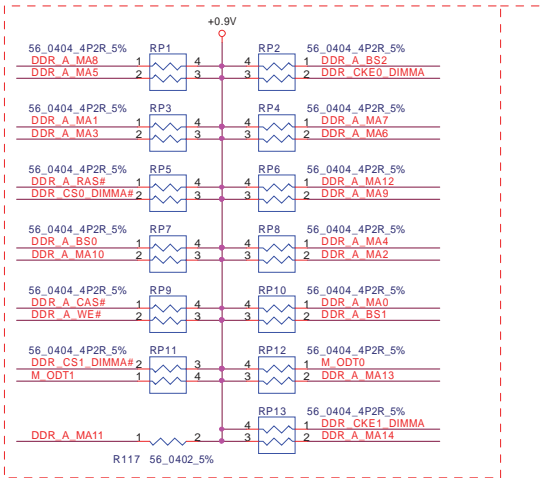 +0.9V
56_0404_4P2R_5% RP1 RP2 56_0404_4P2R_5%
DDR_A_MA8 1 4 4 1 DDR_A_BS2
DDR_A_MA5 2 3 3 2 DDR_CKE0_DIMMA
56_0404_4P2R_5% RP3 RP4 56_0404_4P2R_5%
DDR_A_MA1 1 4 4 1 DDR_A_MA7
DDR_A_MA3 2 3 3 2 DDR_A_MA6
56_0404_4P2R_5% RP5 RP6 56_0404_4P2R_5%
DDR_A_RAS# 1 4 4 1 DDR_A_MA12
DDR_CS0_DIMMA# 2 3 3 2 DDR_A_MA9
56_0404_4P2R_5% RP7 RP8 56_0404_4P2R_5%
DDR_A_BS0 1 4 4 1 DDR_A_MA4
DDR_A_MA10 2 3 3 2 DDR_A_MA2
56_0404_4P2R_5% RP9 RP10 56_0404_4P2R_5%
DDR_A_CAS# 1 4 4 1 DDR_A_MA0
DDR_A_WE# 2 3 3 2 DDR_A_BS1
56_0404_4P2R_5% RP11 RP12 56_0404_4P2R_5%
DDR_CS1_DIMMA# 2 3 4 1 M_ODT0
M_ODT1 1 4 3 2 DDR_A_MA13
RP13 56_0404_4P2R_5%
4 1 DDR_CKE1_DIMMA
DDR_A_MA11 1 2 3 2 DDR_A_MA14
R117 56_0402_5%